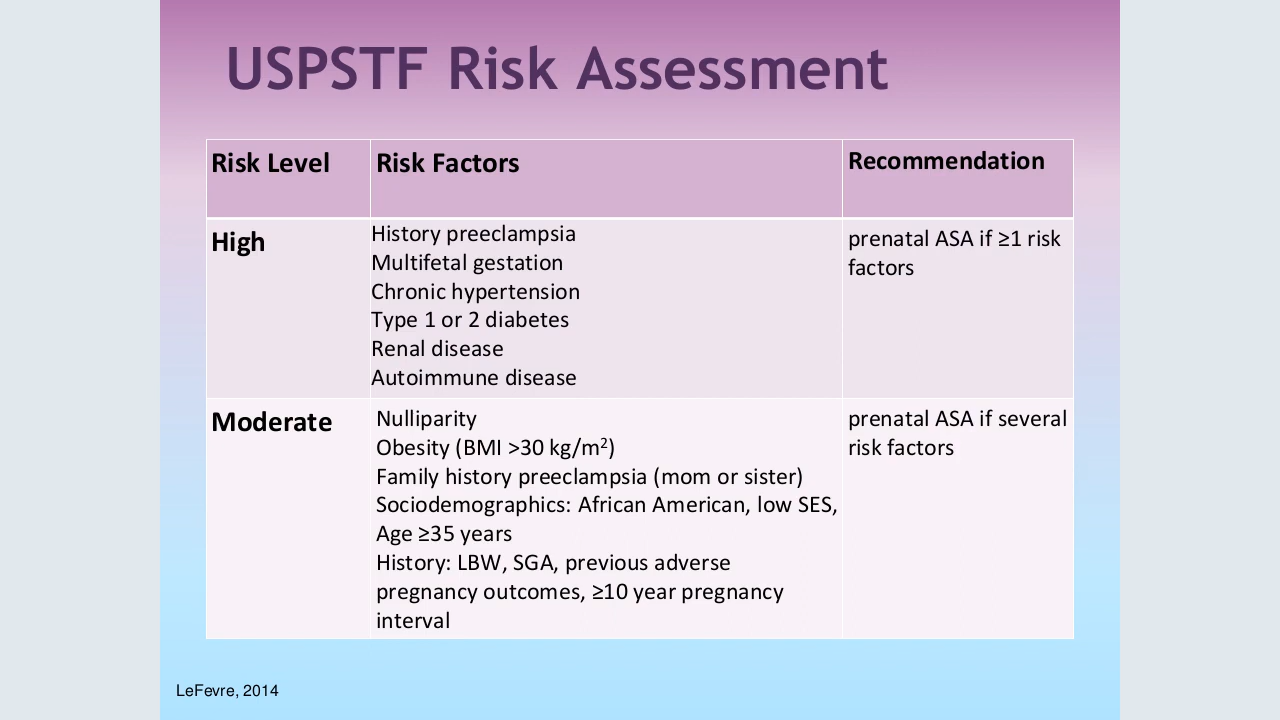 USPSTF Risk Assessment
Risk Level
Risk Factors
Recommendation
High
History preeclampsia
Multifetal gestation
Chronic hypertension
Type 1 or 2 diabetes
Renal disease
Autoimmune disease
prenatal ASA if ≥1 risk
factors
Moderate
Nulliparity
Obesity (BMI >30 kg/m²)
Family history preeclampsia (mom or sister)
Sociodemographics: African American, low SES,
Age ≥35 years
History: LBW, SGA, previous adverse
pregnancy outcomes, ≥10 year pregnancy
interval
prenatal ASA if several
risk factors
LeFevre, 2014